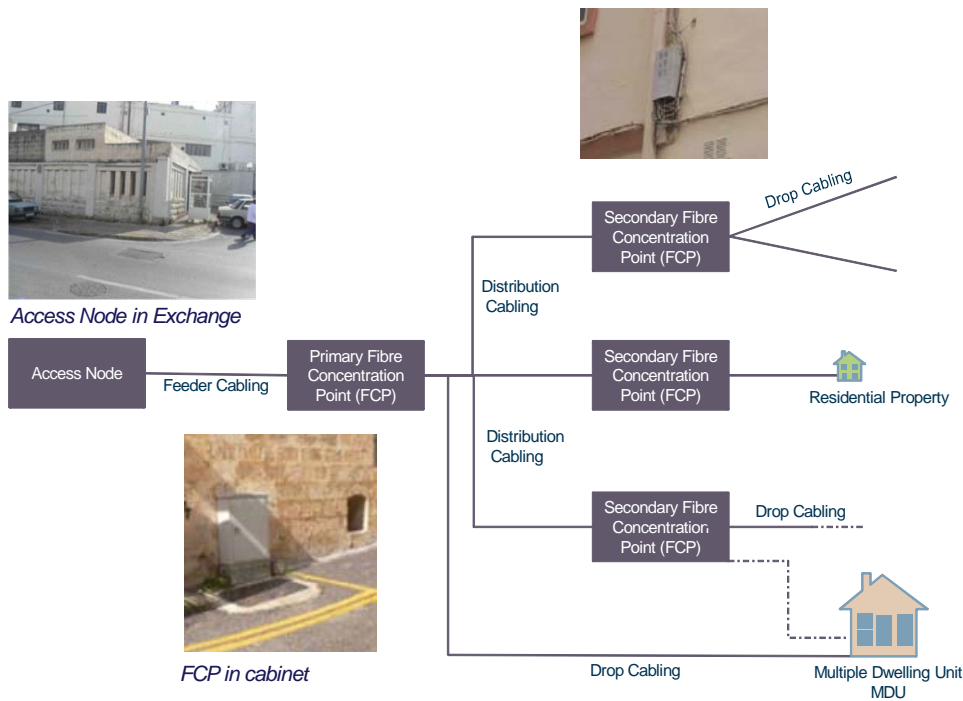 Drop Cabling
Secondary Fibre
Concentration
Point (FCP)
Distribution
Cabling
Access Node in Exchange
Access Node
Feeder Cabling
Primary Fibre
Concentration
Point (FCP)
Secondary Fibre
Concentration
Point (FCP)
Residential Property
Distribution
Cabling
Secondary Fibre
Concentration
Point (FCP)
Drop Cabling
FCP in cabinet
Drop Cabling
Multiple Dwelling Unit
MDU